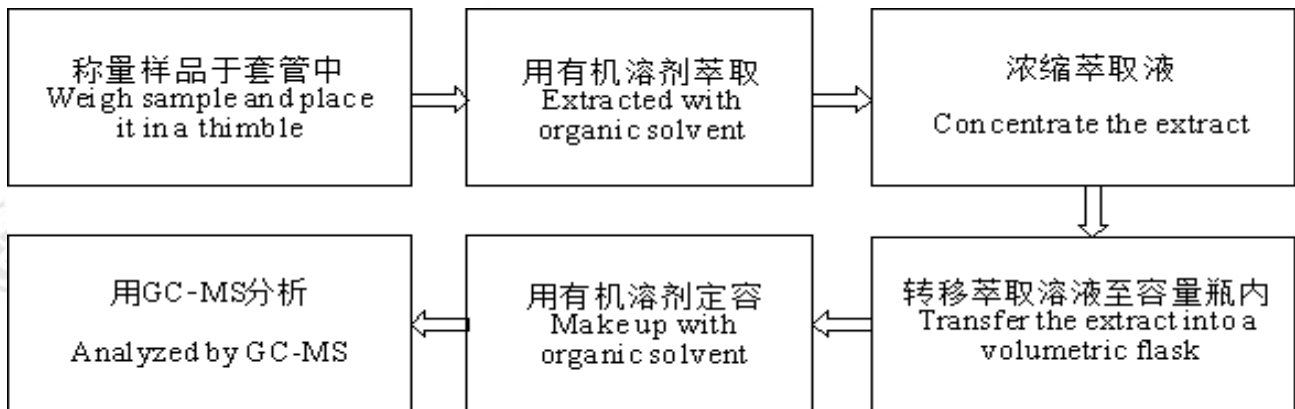 称量样品于套管中
Weigh sample and place
it in a thimble
用有机溶剂萃取
Extracted with
organic solvent
浓缩萃取液
Concentrate the extract
转移萃取溶液至容量瓶内
Transfer the extract into a
volumetric flask
用有机溶剂定容
Make up with
organic solvent
用GC-MS分析
Analyzed by GC-MS